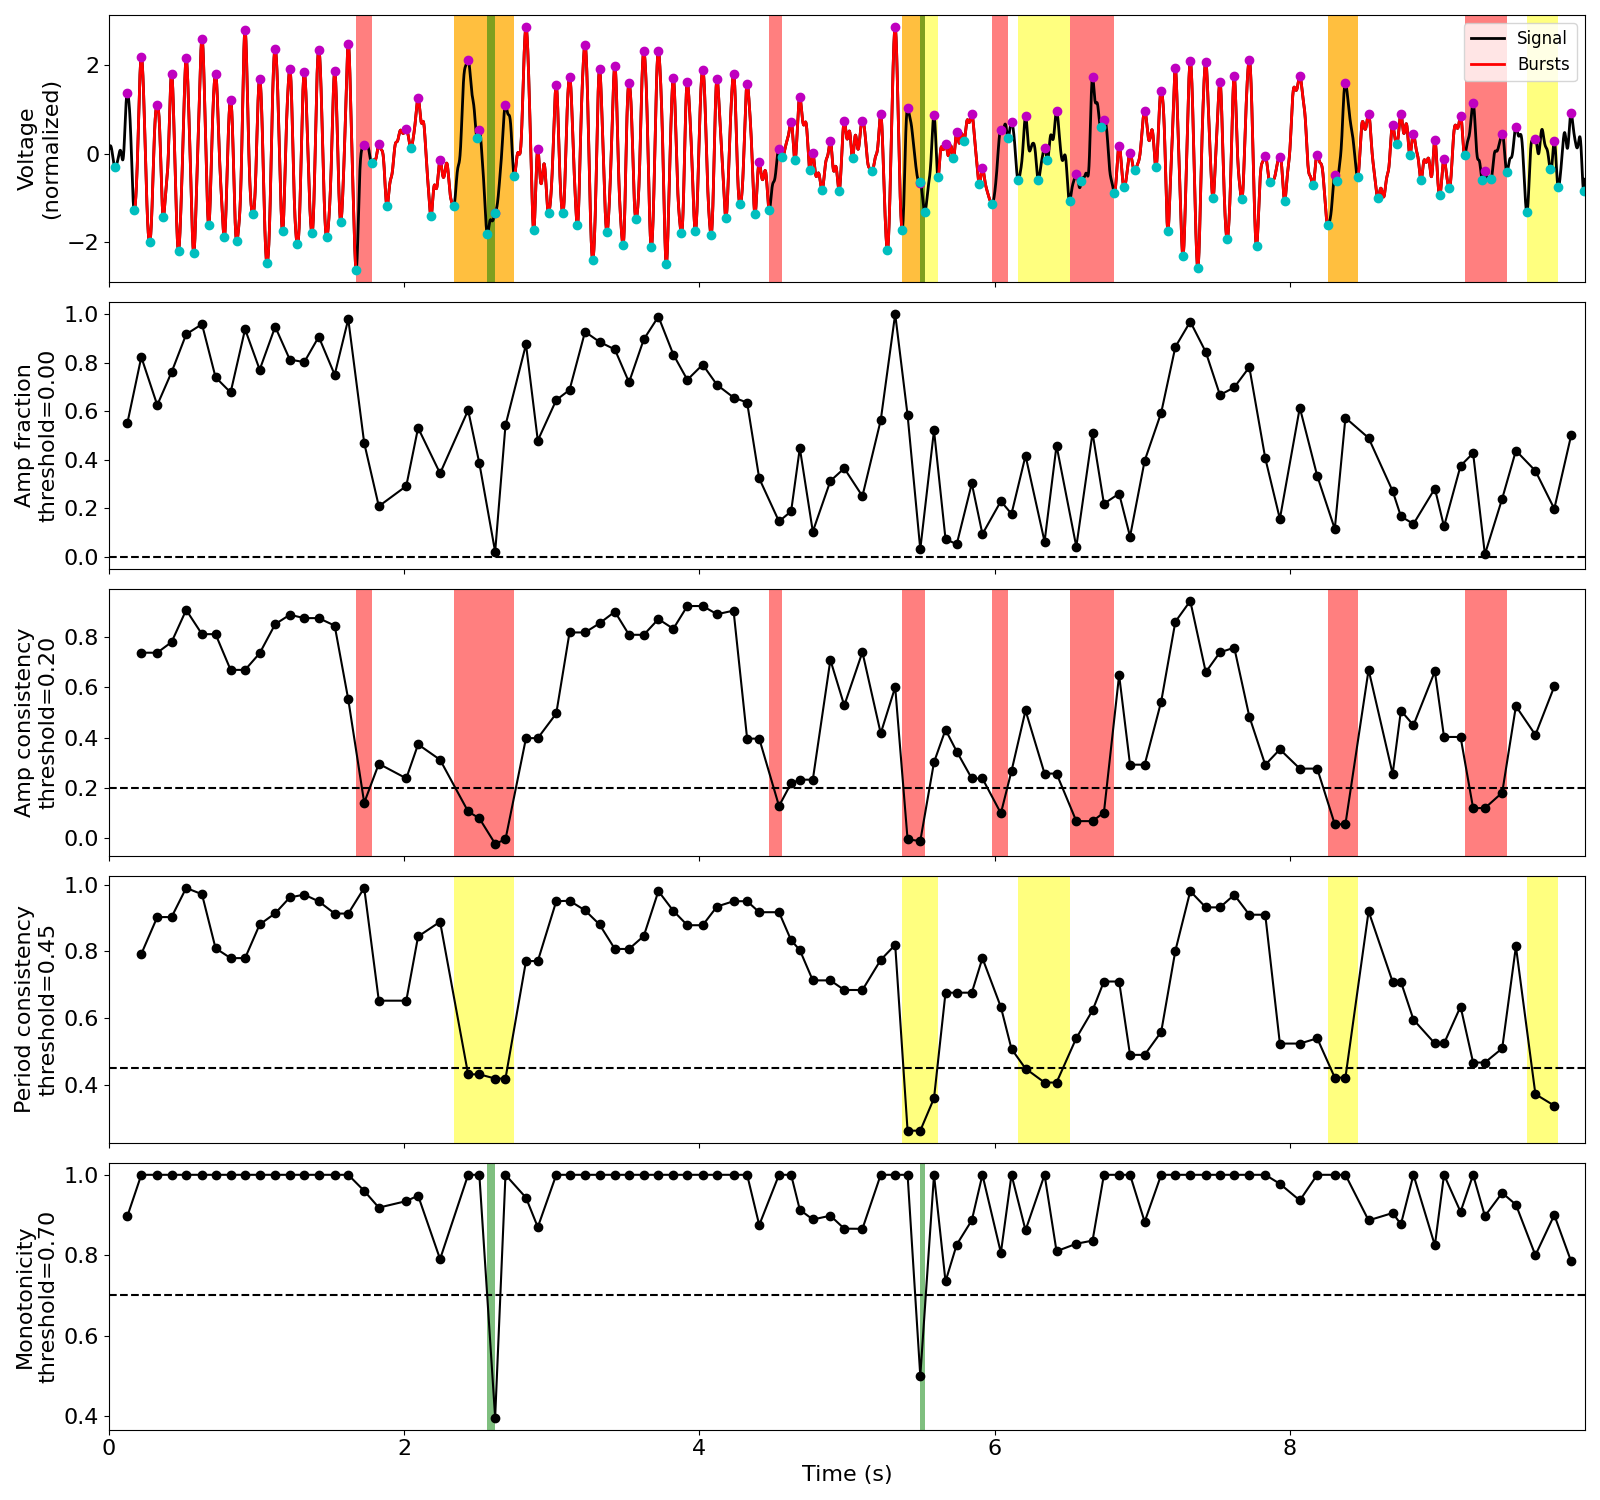 Voltage
(normalized)
2
0
−2
Signal
Bursts
Amp fraction
threshold=0.00
1.0
0.8
0.6
0.4
0.2
0.0
Amp consistency
threshold=0.20
0.8
0.6
0.4
0.2
0.0
Period consistency
threshold=0.45
1.0
0.8
0.6
0.4
Monotonicity
threshold=0.70
1.0
0.8
0.6
0.4
0
2
4
6
8
Time (s)